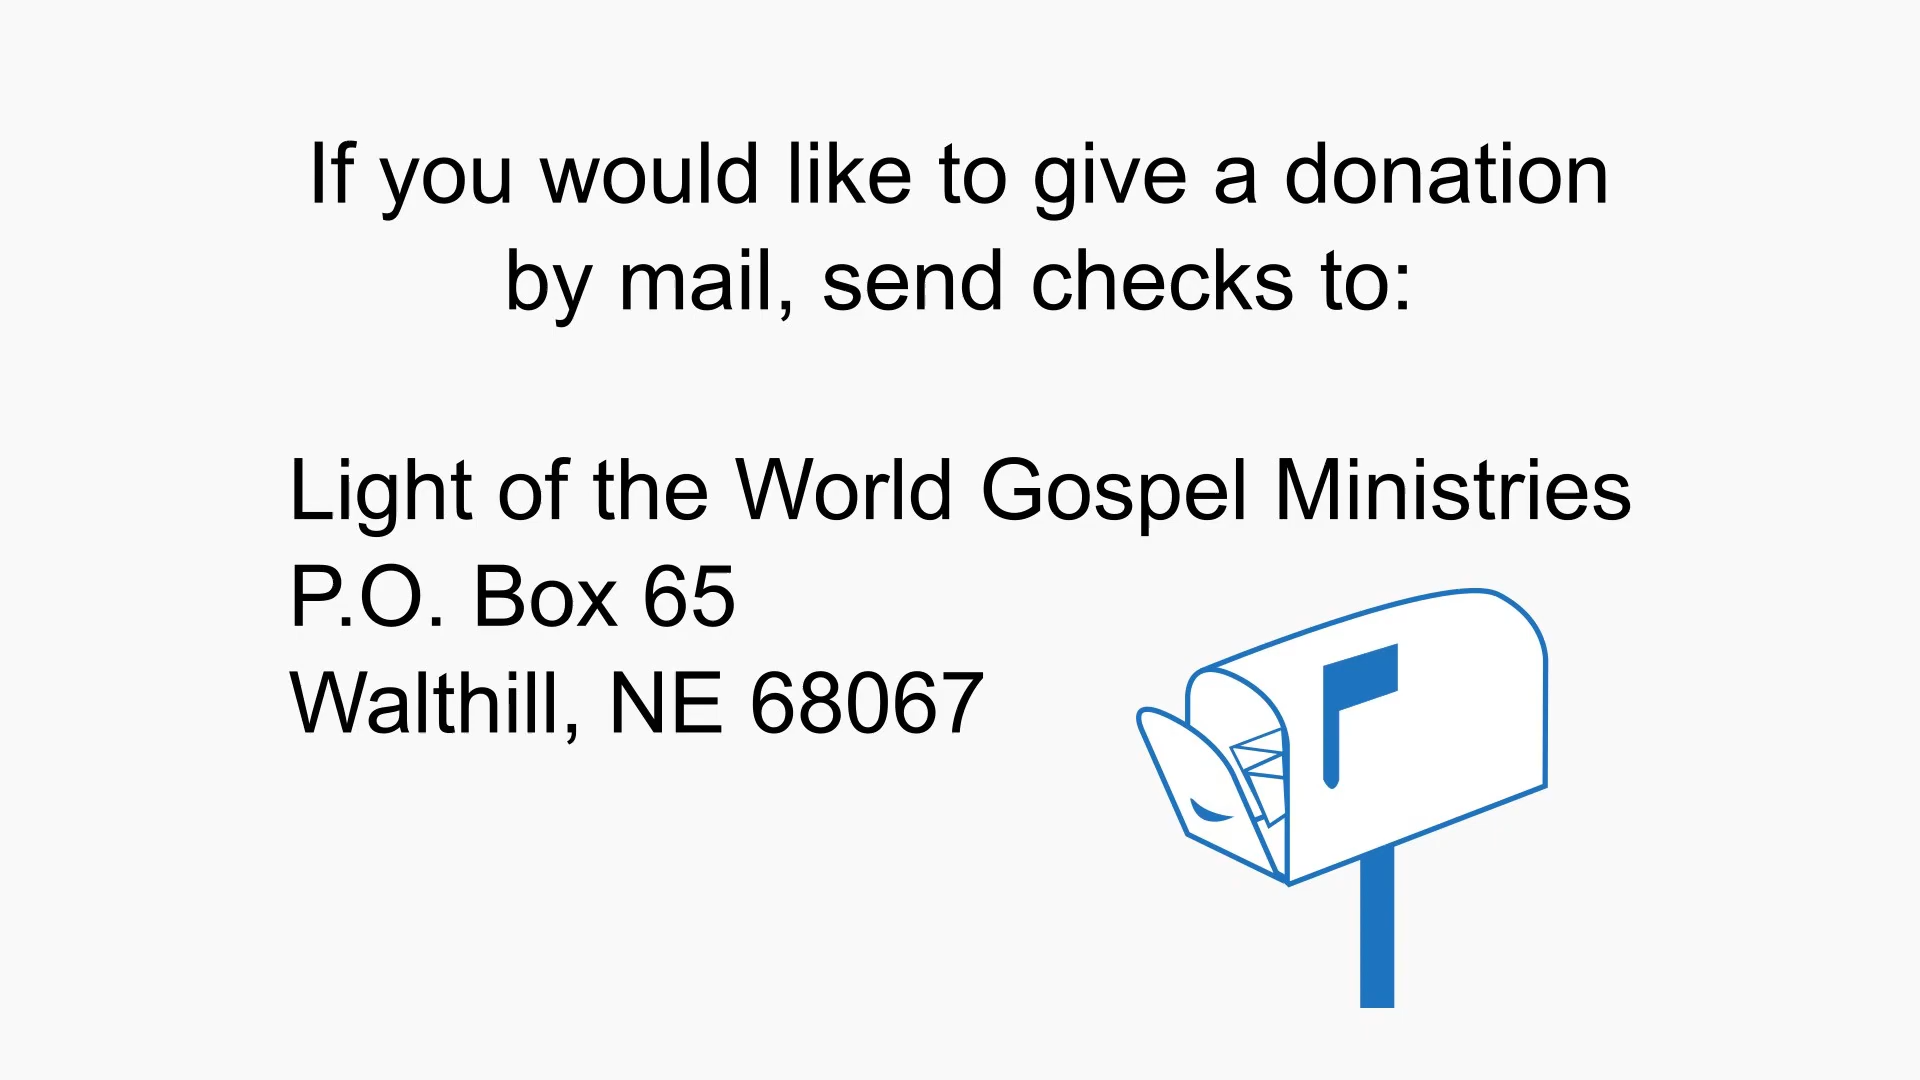 If you would like to give a donation
by mail, send checks to:
Light of the World Gospel Ministries
P.O. Box 65
Walthill, NE 68067